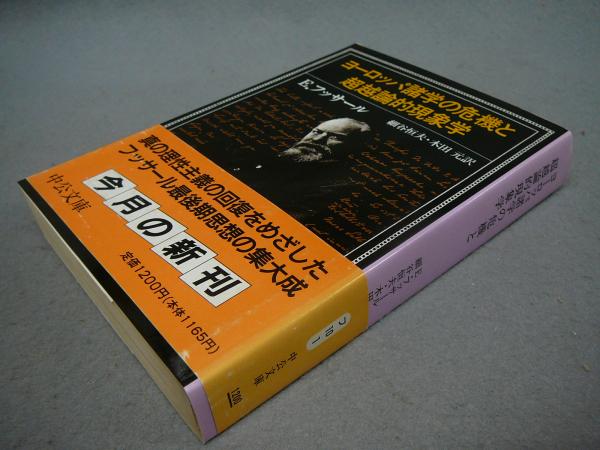 ヨーロッパ諸学の危機と
超越論的現象学
E.フッサール
細谷恒夫・木田 元訳
真の理性主義の回復をめざした
フッサール最後期思想の集大成
今月の新刊
定価1200円(本体1165円)
中公文庫
ヨーロッパ諸学の危機と
超越論的現象学
E.フッサール
細谷恒夫・木田
フ 10 1
中公文庫
1200